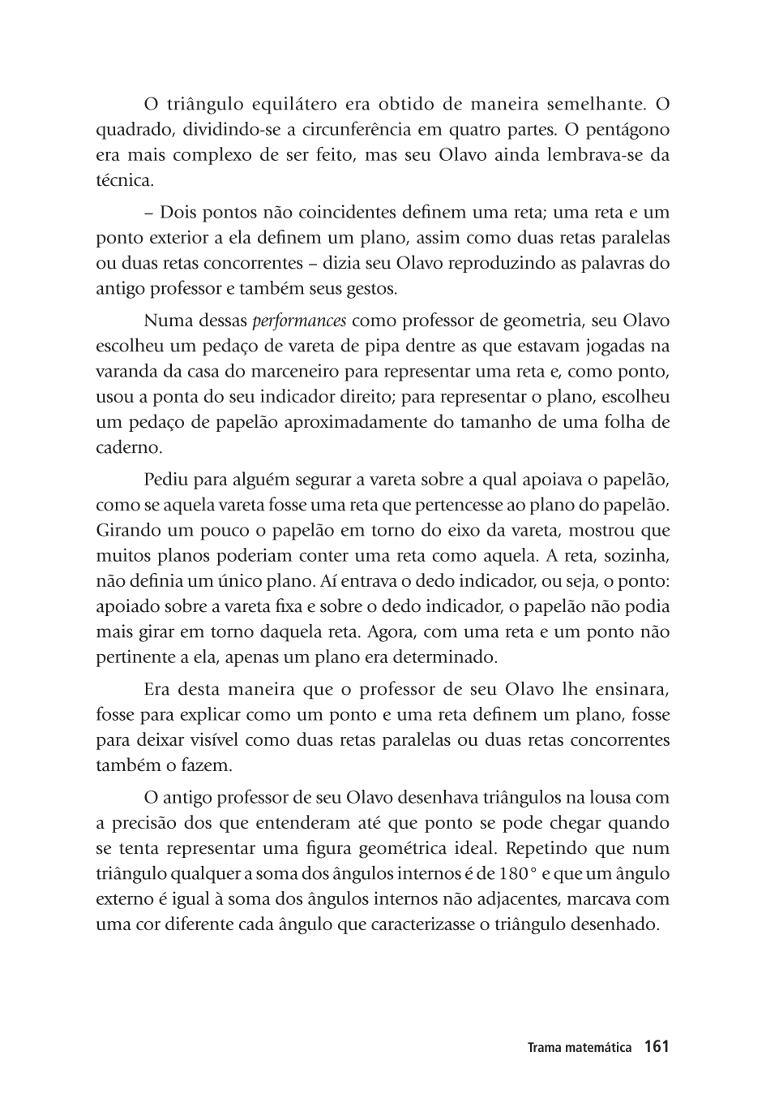 O triângulo equilátero era obtido de maneira semelhante. O
quadrado, dividindo-se a circunferência em quatro partes. O pentágono
era mais complexo de ser feito, mas seu Olavo ainda lembrava-se da
técnica.
– Dois pontos não coincidentes definem uma reta; uma reta e um
ponto exterior a ela definem um plano, assim como duas retas paralelas
ou duas retas concorrentes – dizia seu Olavo reproduzindo as palavras do
antigo professor e também seus gestos.
Numa dessas performances como professor de geometria, seu Olavo
escolheu um pedaço de vareta de pipa dentre as que estavam jogadas na
varanda da casa do marceneiro para representar uma reta e, como ponto,
usou a ponta do seu indicador direito; para representar o plano, escolheu
um pedaço de papelão aproximadamente do tamanho de uma folha de
caderno.
Pediu para alguém segurar a vareta sobre a qual apoiava o papelão,
como se aquela vareta fosse uma reta que pertencesse ao plano do papelão.
Girando um pouco o papelão em torno do eixo da vareta, mostrou que
muitos planos poderiam conter uma reta como aquela. A reta, sozinha,
não definia um único plano. Aí entrava o dedo indicador, ou seja, o ponto:
apoiado sobre a vareta fixa e sobre o dedo indicador, o papelão não podia
mais girar em torno daquela reta. Agora, com uma reta e um ponto não
pertinente a ela, apenas um plano era determinado.
Era desta maneira que o professor de seu Olavo lhe ensinara,
fosse para explicar como um ponto e uma reta definem um plano, fosse
para deixar visível como duas retas paralelas ou duas retas concorrentes
também o fazem.
O antigo professor de seu Olavo desenhava triângulos na lousa com
a precisão dos que entenderam até que ponto se pode chegar quando
se tenta representar uma figura geométrica ideal. Repetindo que num
triângulo qualquer a soma dos ângulos internos é de 180° e que um ângulo
externo é igual à soma dos ângulos internos não adjacentes, marcava com
uma cor diferente cada ângulo que caracterizasse o triângulo desenhado.
Trama matemática 161